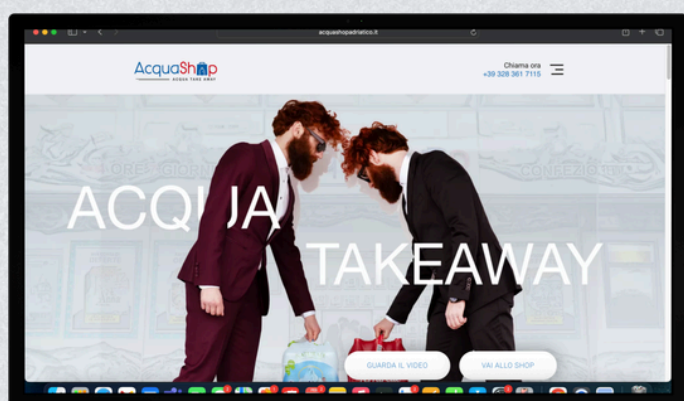 acquashopadriatico.it
AcquaShop
ACQUA TAKE AWAY
Chiama ora
+39 328 361 7115
ACQUA
TAKEAWAY
GUARDA IL VIDEO
VAI ALLO SHOP